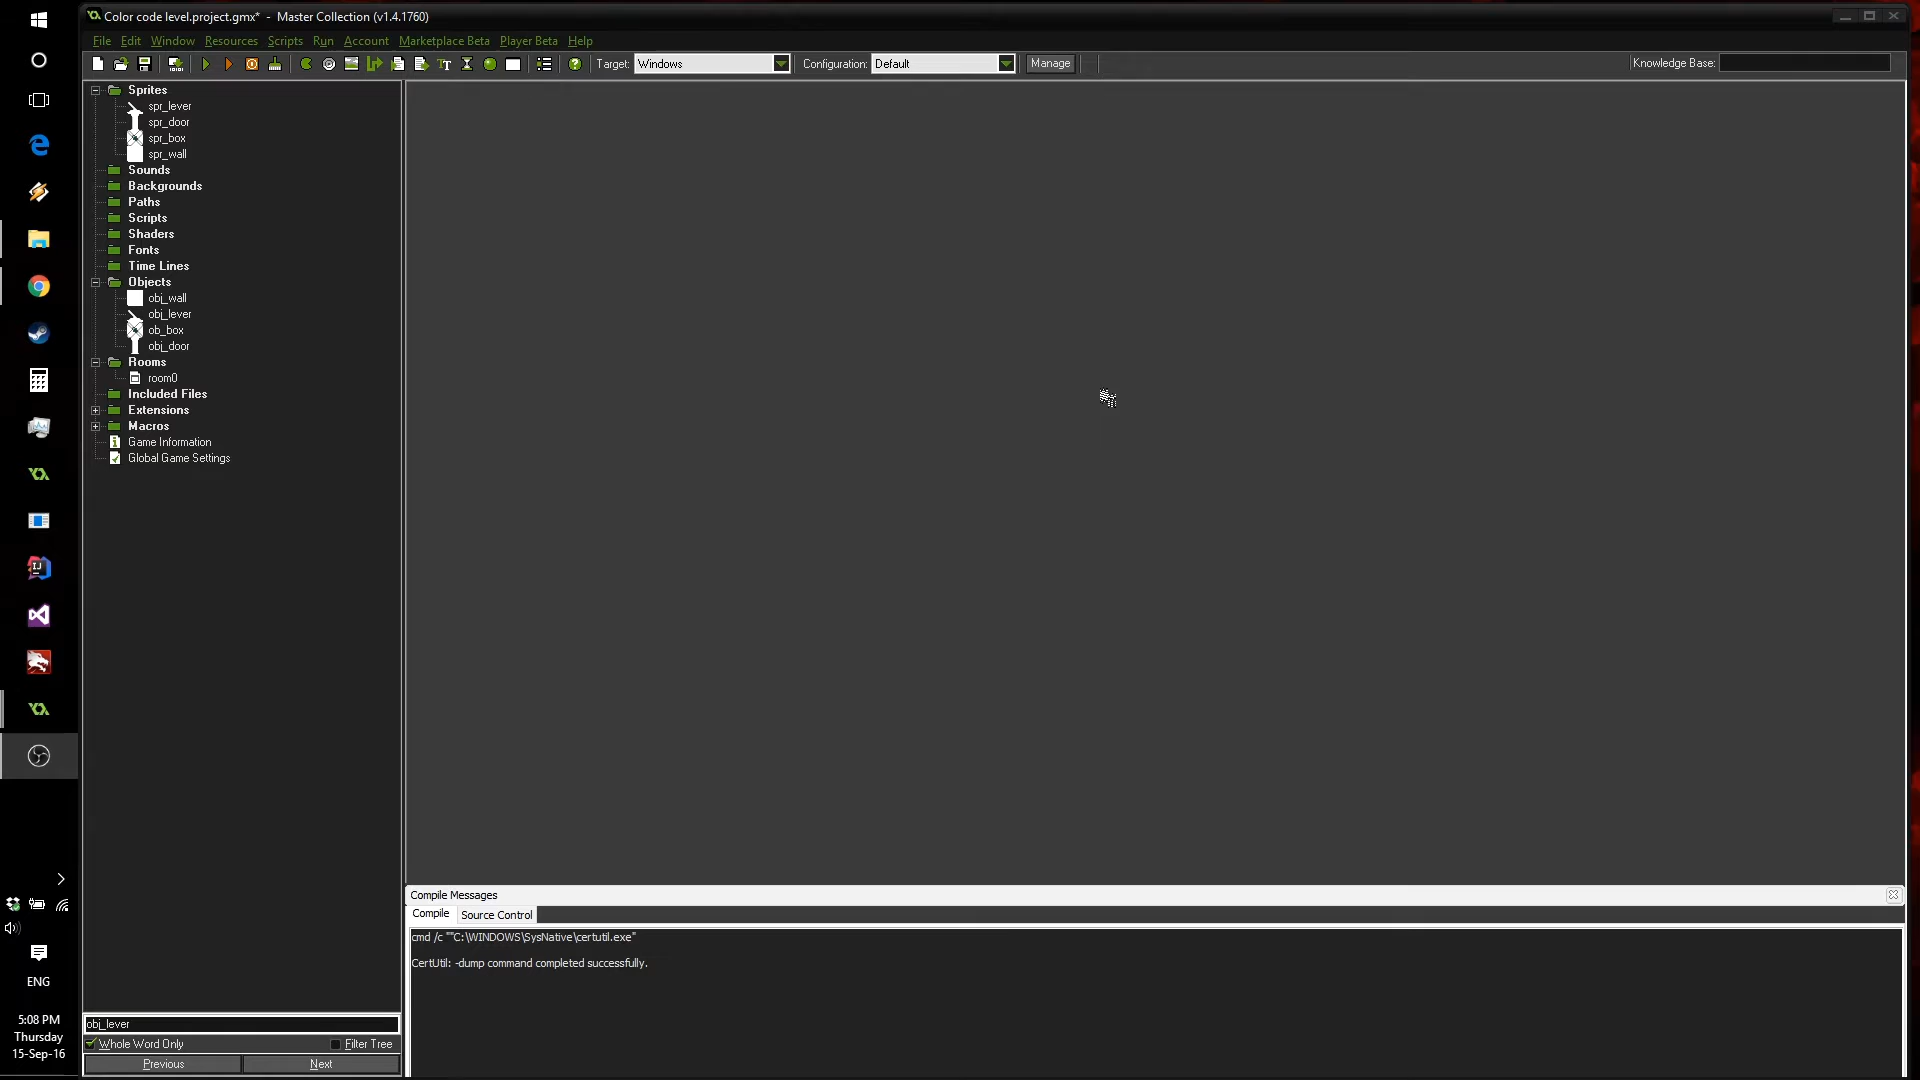 Color code level.project.gmx* - Master Collection (v1.4.1760)
File Edit Window Resources Scripts Run Account Marketplace Beta Player Beta Help
Target: Windows Configuration: Default Manage Knowledge Base:
Sprites
spr_lever
spr_door
spr_box
spr_wall
Sounds
Backgrounds
Paths
Scripts
Shaders
Fonts
Time Lines
Objects
obj_wall
obj_lever
ob_box
obj_door
Rooms
room0
Included Files
Extensions
Macros
Game Information
Global Game Settings
Compile Messages
Compile Source Control
cmd /c ""C:\WINDOWS\SysNative\certutil.exe"
CertUtil: -dump command completed successfully.
obj_lever
Whole Word Only Filter Tree
Previous Next
ENG
5:08 PM
Thursday
15-Sep-16